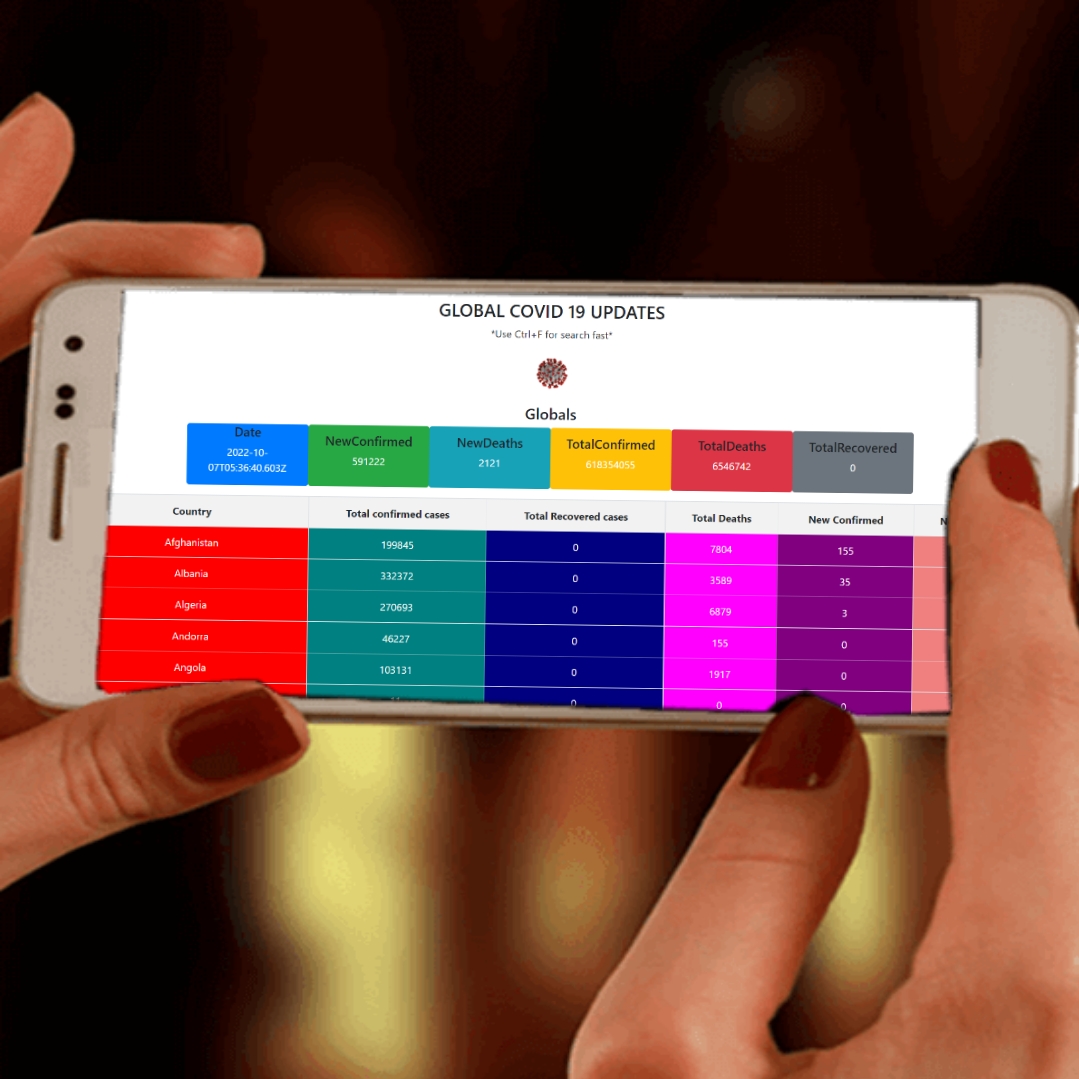 GLOBAL COVID 19 UPDATES
*Use Ctrl+F for search fast*
Globals
Date NewConfirmed NewDeaths TotalConfirmed TotalDeaths TotalRecovered
2022-10-07T05:36:40.603Z 591222 2121 618354055 6546742 0
Country Total confirmed cases Total Recovered cases Total Deaths New Confirmed
Afghanistan 199845 0 7804 155
Albania 332372 0 3589 35
Algeria 270693 0 6879 3
Andorra 46227 0 155 0
Angola 103131 0 1917 0
0 0 0